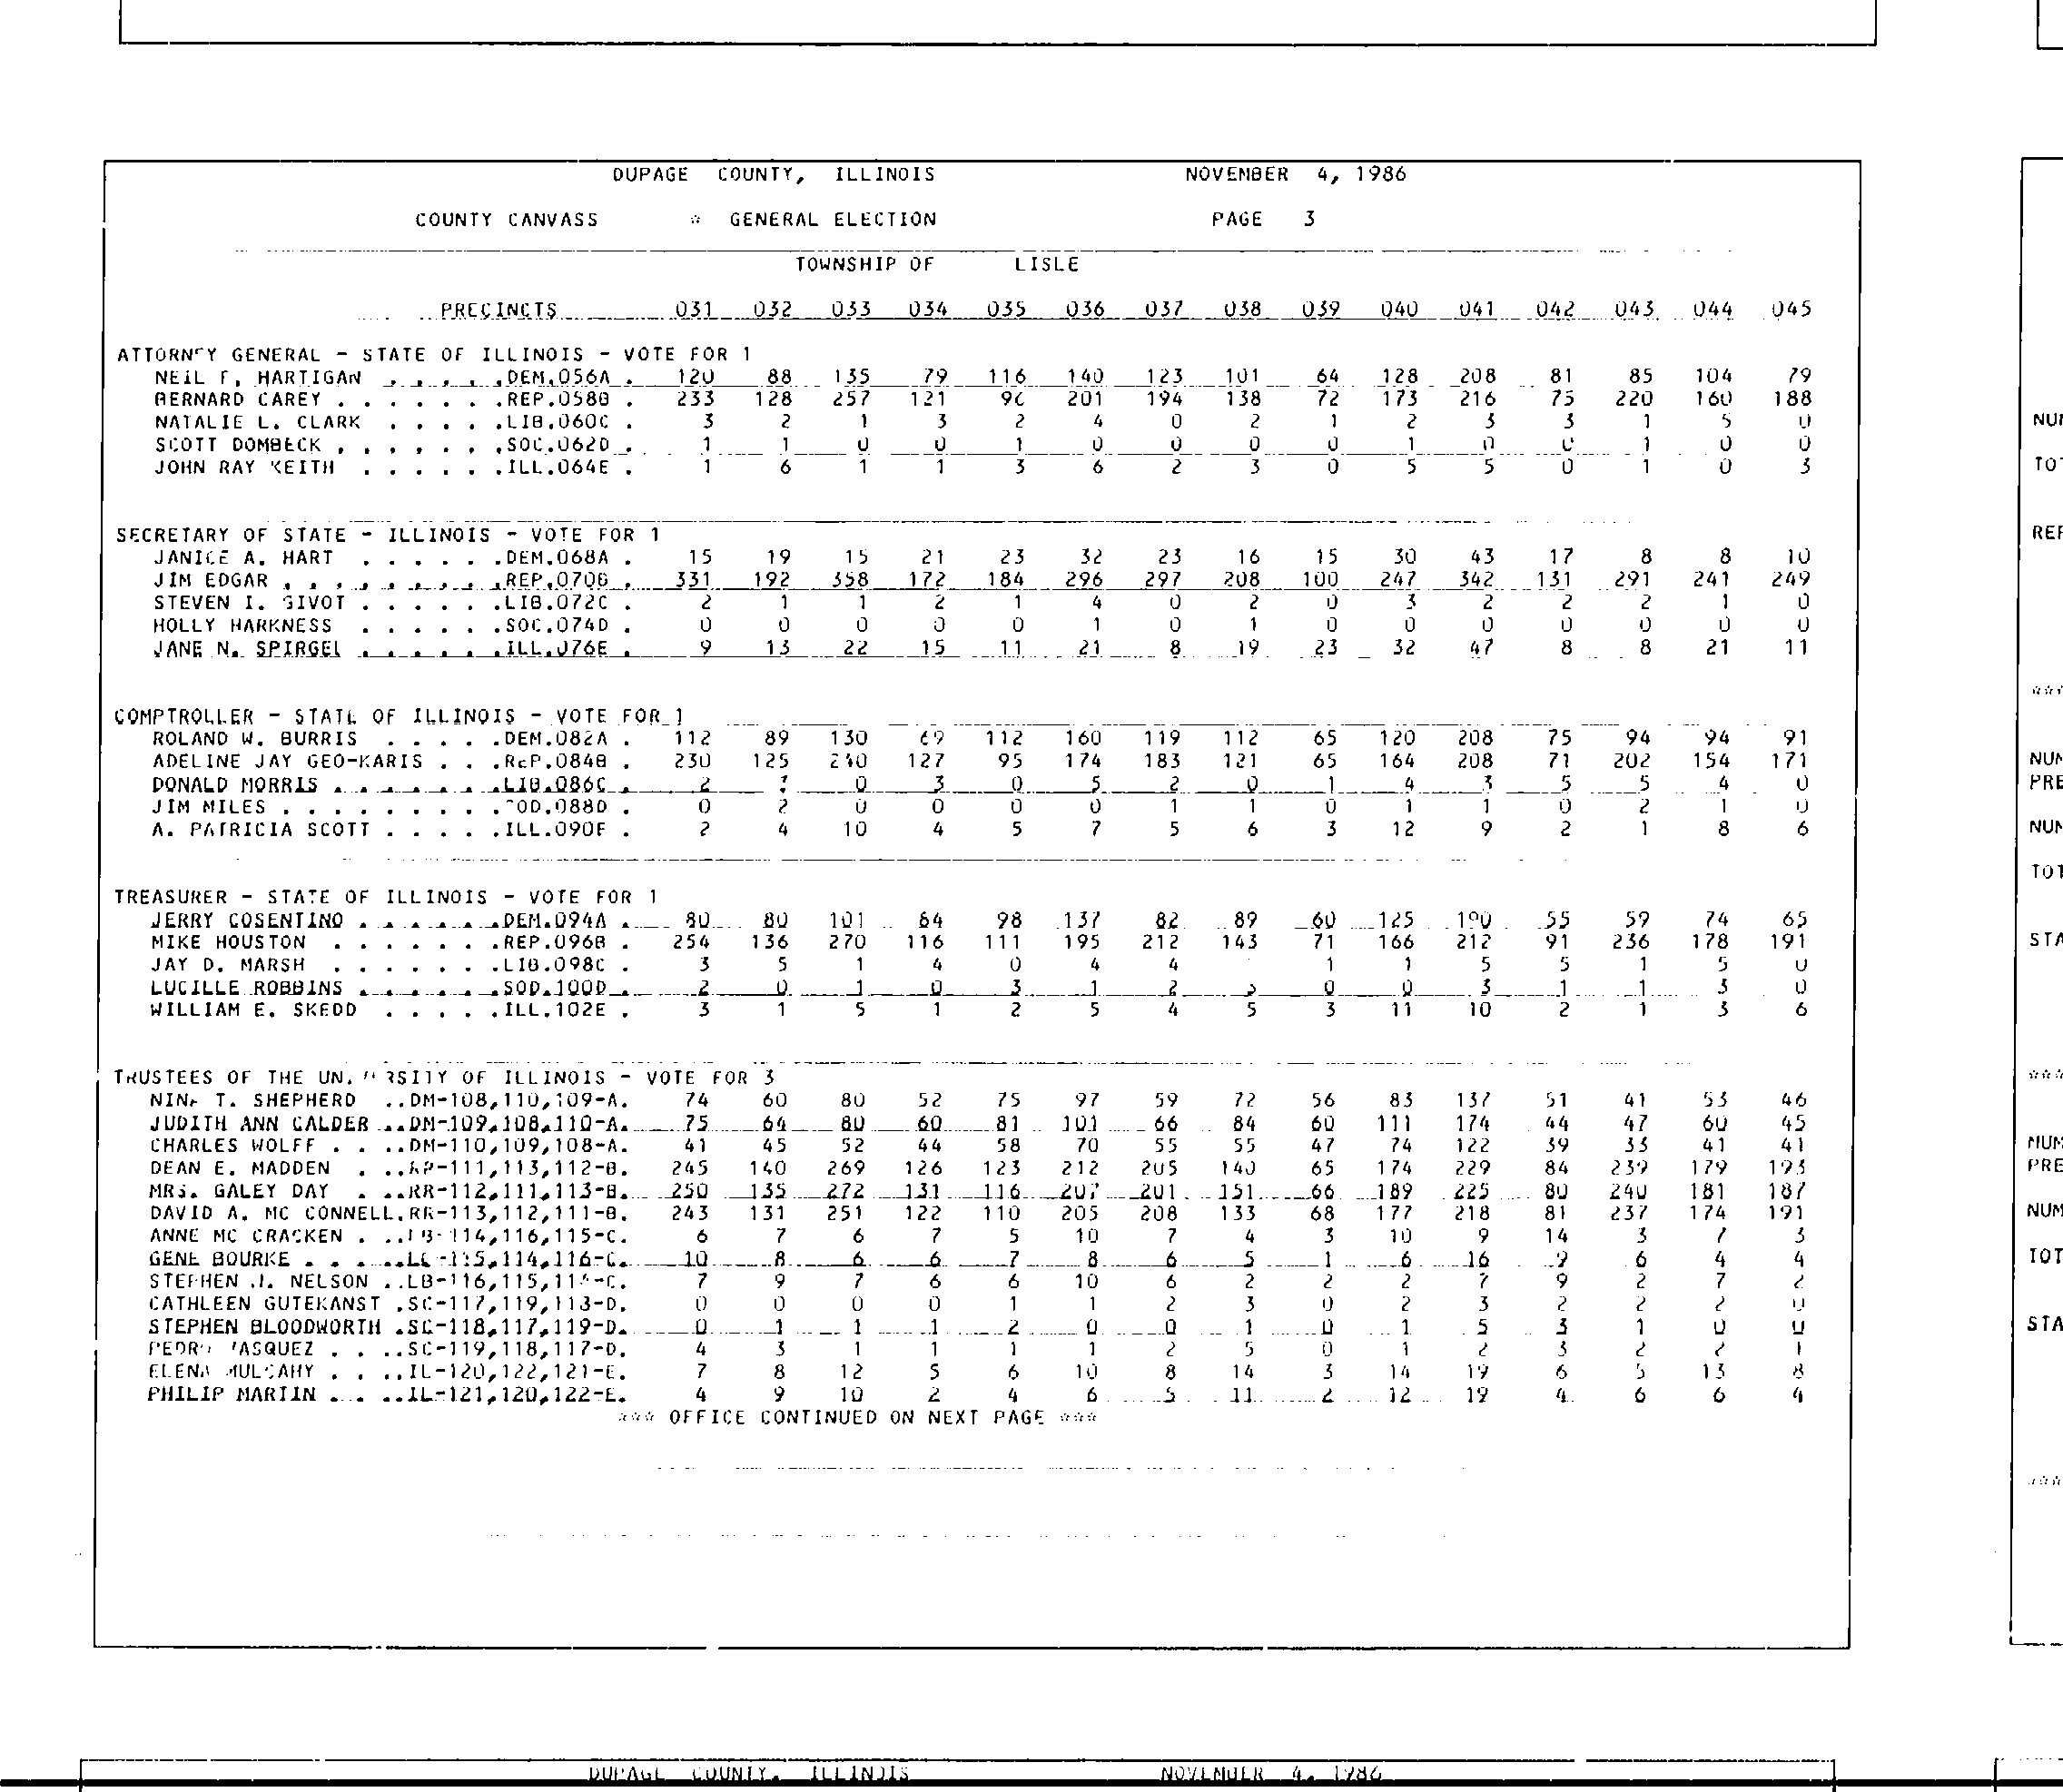 DUPAGE COUNTY, ILLINOIS NOVEMBER 4, 1986
COUNTY CANVASS * GENERAL ELECTION PAGE 3
TOWNSHIP OF LISLE
PRECINCTS 031 032 033 034 035 036 037 038 039 040 041 042 043 044 045
ATTORNEY GENERAL - STATE OF ILLINOIS - VOTE FOR 1
NEIL F. HARTIGAN . . . . . .DEM.056A . 120 88 135 79 116 140 123 101 64 128 208 81 85 104 79
BERNARD CAREY . . . . . . .REP.058B . 233 128 257 121 96 201 194 138 72 173 216 75 220 160 188
NATALIE L. CLARK . . . . .LIB.060C . 3 2 1 3 2 4 0 2 1 2 3 3 1 5 0
SCOTT DOMBECK . . . . . . .SOC.062D . 1 1 0 0 1 0 0 0 0 1 0 0 1 0 0
JOHN RAY KEITH . . . . . .ILL.064E . 1 6 1 1 3 6 2 3 0 5 5 0 1 0 3
SECRETARY OF STATE - ILLINOIS - VOTE FOR 1
JANICE A. HART . . . . . .DEM.068A . 15 19 15 21 23 32 23 16 15 30 43 17 8 8 10
JIM EDGAR . . . . . . . . .REP.070B . 331 192 358 172 184 296 297 208 100 247 342 131 291 241 249
STEVEN I. GIVOT . . . . . .LIB.072C . 2 1 1 2 1 4 0 2 0 3 2 2 2 1 0
HOLLY HARKNESS . . . . . .SOC.074D . 0 0 0 0 0 1 0 1 0 0 0 0 0 0 0
JANE N. SPIRGEL . . . . . .ILL.076E . 9 13 22 15 11 21 8 19 23 32 47 8 8 21 11
COMPTROLLER - STATE OF ILLINOIS - VOTE FOR 1
ROLAND W. BURRIS . . . . .DEM.082A . 112 89 130 69 112 160 119 112 65 120 208 75 94 94 91
ADELINE JAY GEO-KARIS . . .REP.084B . 230 125 240 127 95 174 183 121 65 164 208 71 202 154 171
DONALD MORRIS . . . . . . .LIB.086C . 2 0 3 0 5 2 0 1 4 3 5 5 4 0
JIM MILES . . . . . . . . .SOD.088D . 0 2 0 0 0 0 1 1 0 1 1 0 2 1 0
A. PATRICIA SCOTT . . . . .ILL.090E . 2 4 10 4 5 7 5 6 3 12 9 2 1 8 6
TREASURER - STATE OF ILLINOIS - VOTE FOR 1
JERRY COSENTINO . . . . . .DEM.094A . 80 80 101 84 98 137 82 89 60 125 190 55 59 74 65
MIKE HOUSTON . . . . . . .REP.096B . 254 136 270 116 111 195 212 143 71 166 212 91 236 178 191
JAY D. MARSH . . . . . . .LIB.098C . 3 5 1 4 0 4 4 1 1 5 5 1 5 0
LUCILLE ROBBINS . . . . . .SOD.100D . 2 0 1 0 3 1 2 0 0 3 1 1 3 0
WILLIAM E. SKEDD . . . . .ILL.102E . 3 1 5 1 2 5 4 5 3 11 10 2 1 3 6
TRUSTEES OF THE UNIVERSITY OF ILLINOIS - VOTE FOR 3
NINA T. SHEPHERD ..DM-108,110,109-A. 74 60 80 52 75 97 59 72 56 83 137 51 41 53 46
JUDITH ANN CALDER ..DM-109,108,110-A. 75 64 80 60 81 101 66 84 60 111 174 44 47 60 45
CHARLES WOLFF . . ..DM-110,109,108-A. 41 45 52 44 58 70 55 55 47 74 122 39 33 41 41
DEAN E. MADDEN . ..RP-111,113,112-B. 245 140 269 126 123 212 205 140 65 174 229 84 239 179 193
MRS. GALEY DAY . ..RR-112,111,113-B. 250 135 272 131 116 207 201 151 66 189 225 80 240 181 187
DAVID A. MC CONNELL.RR-113,112,111-B. 243 131 251 122 110 205 208 133 68 177 218 81 237 174 191
ANNE MC CRACKEN . ..LB-114,116,115-C. 6 7 6 7 5 10 7 4 3 10 9 14 3 7 3
GENE BOURKE . . . ..LB-115,114,116-C. 10 8 6 6 7 8 6 5 1 6 16 9 6 4 4
STEPHEN J. NELSON ..LB-116,115,114-C. 7 9 7 6 6 10 6 2 2 2 7 9 2 7 2
CATHLEEN GUTEKANST .SC-117,119,118-D. 0 0 0 0 1 1 2 3 0 2 3 2 2 2 0
STEPHEN BLOODWORTH .SC-118,117,119-D. 0 1 1 1 2 0 0 1 0 1 5 3 1 0 0
PEDRO VASQUEZ . . ..SC-119,118,117-D. 4 3 1 1 1 1 2 5 0 1 2 3 2 2 1
ELENA MULCAHY . . ..IL-120,122,121-E. 7 8 12 5 6 10 8 14 3 14 19 6 5 13 8
PHILIP MARTIN . . ..IL-121,120,122-E. 4 9 10 2 4 6 5 11 2 12 19 4 6 6 4
*** OFFICE CONTINUED ON NEXT PAGE ***
DUPAGE COUNTY, ILLINOIS NOVEMBER 4, 1986